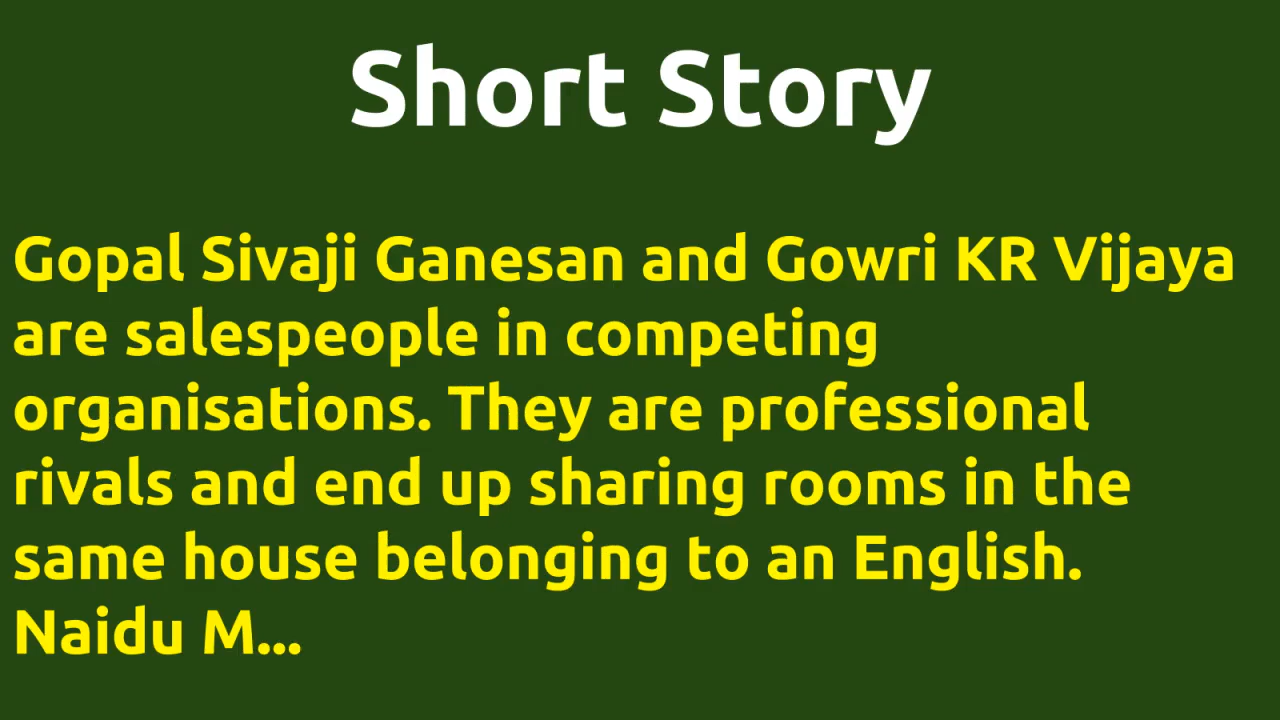 Short Story
Gopal Sivaji Ganesan and Gowri KR Vijaya
are salespeople in competing
organisations. They are professional
rivals and end up sharing rooms in the
same house belonging to an English.
Naidu M...